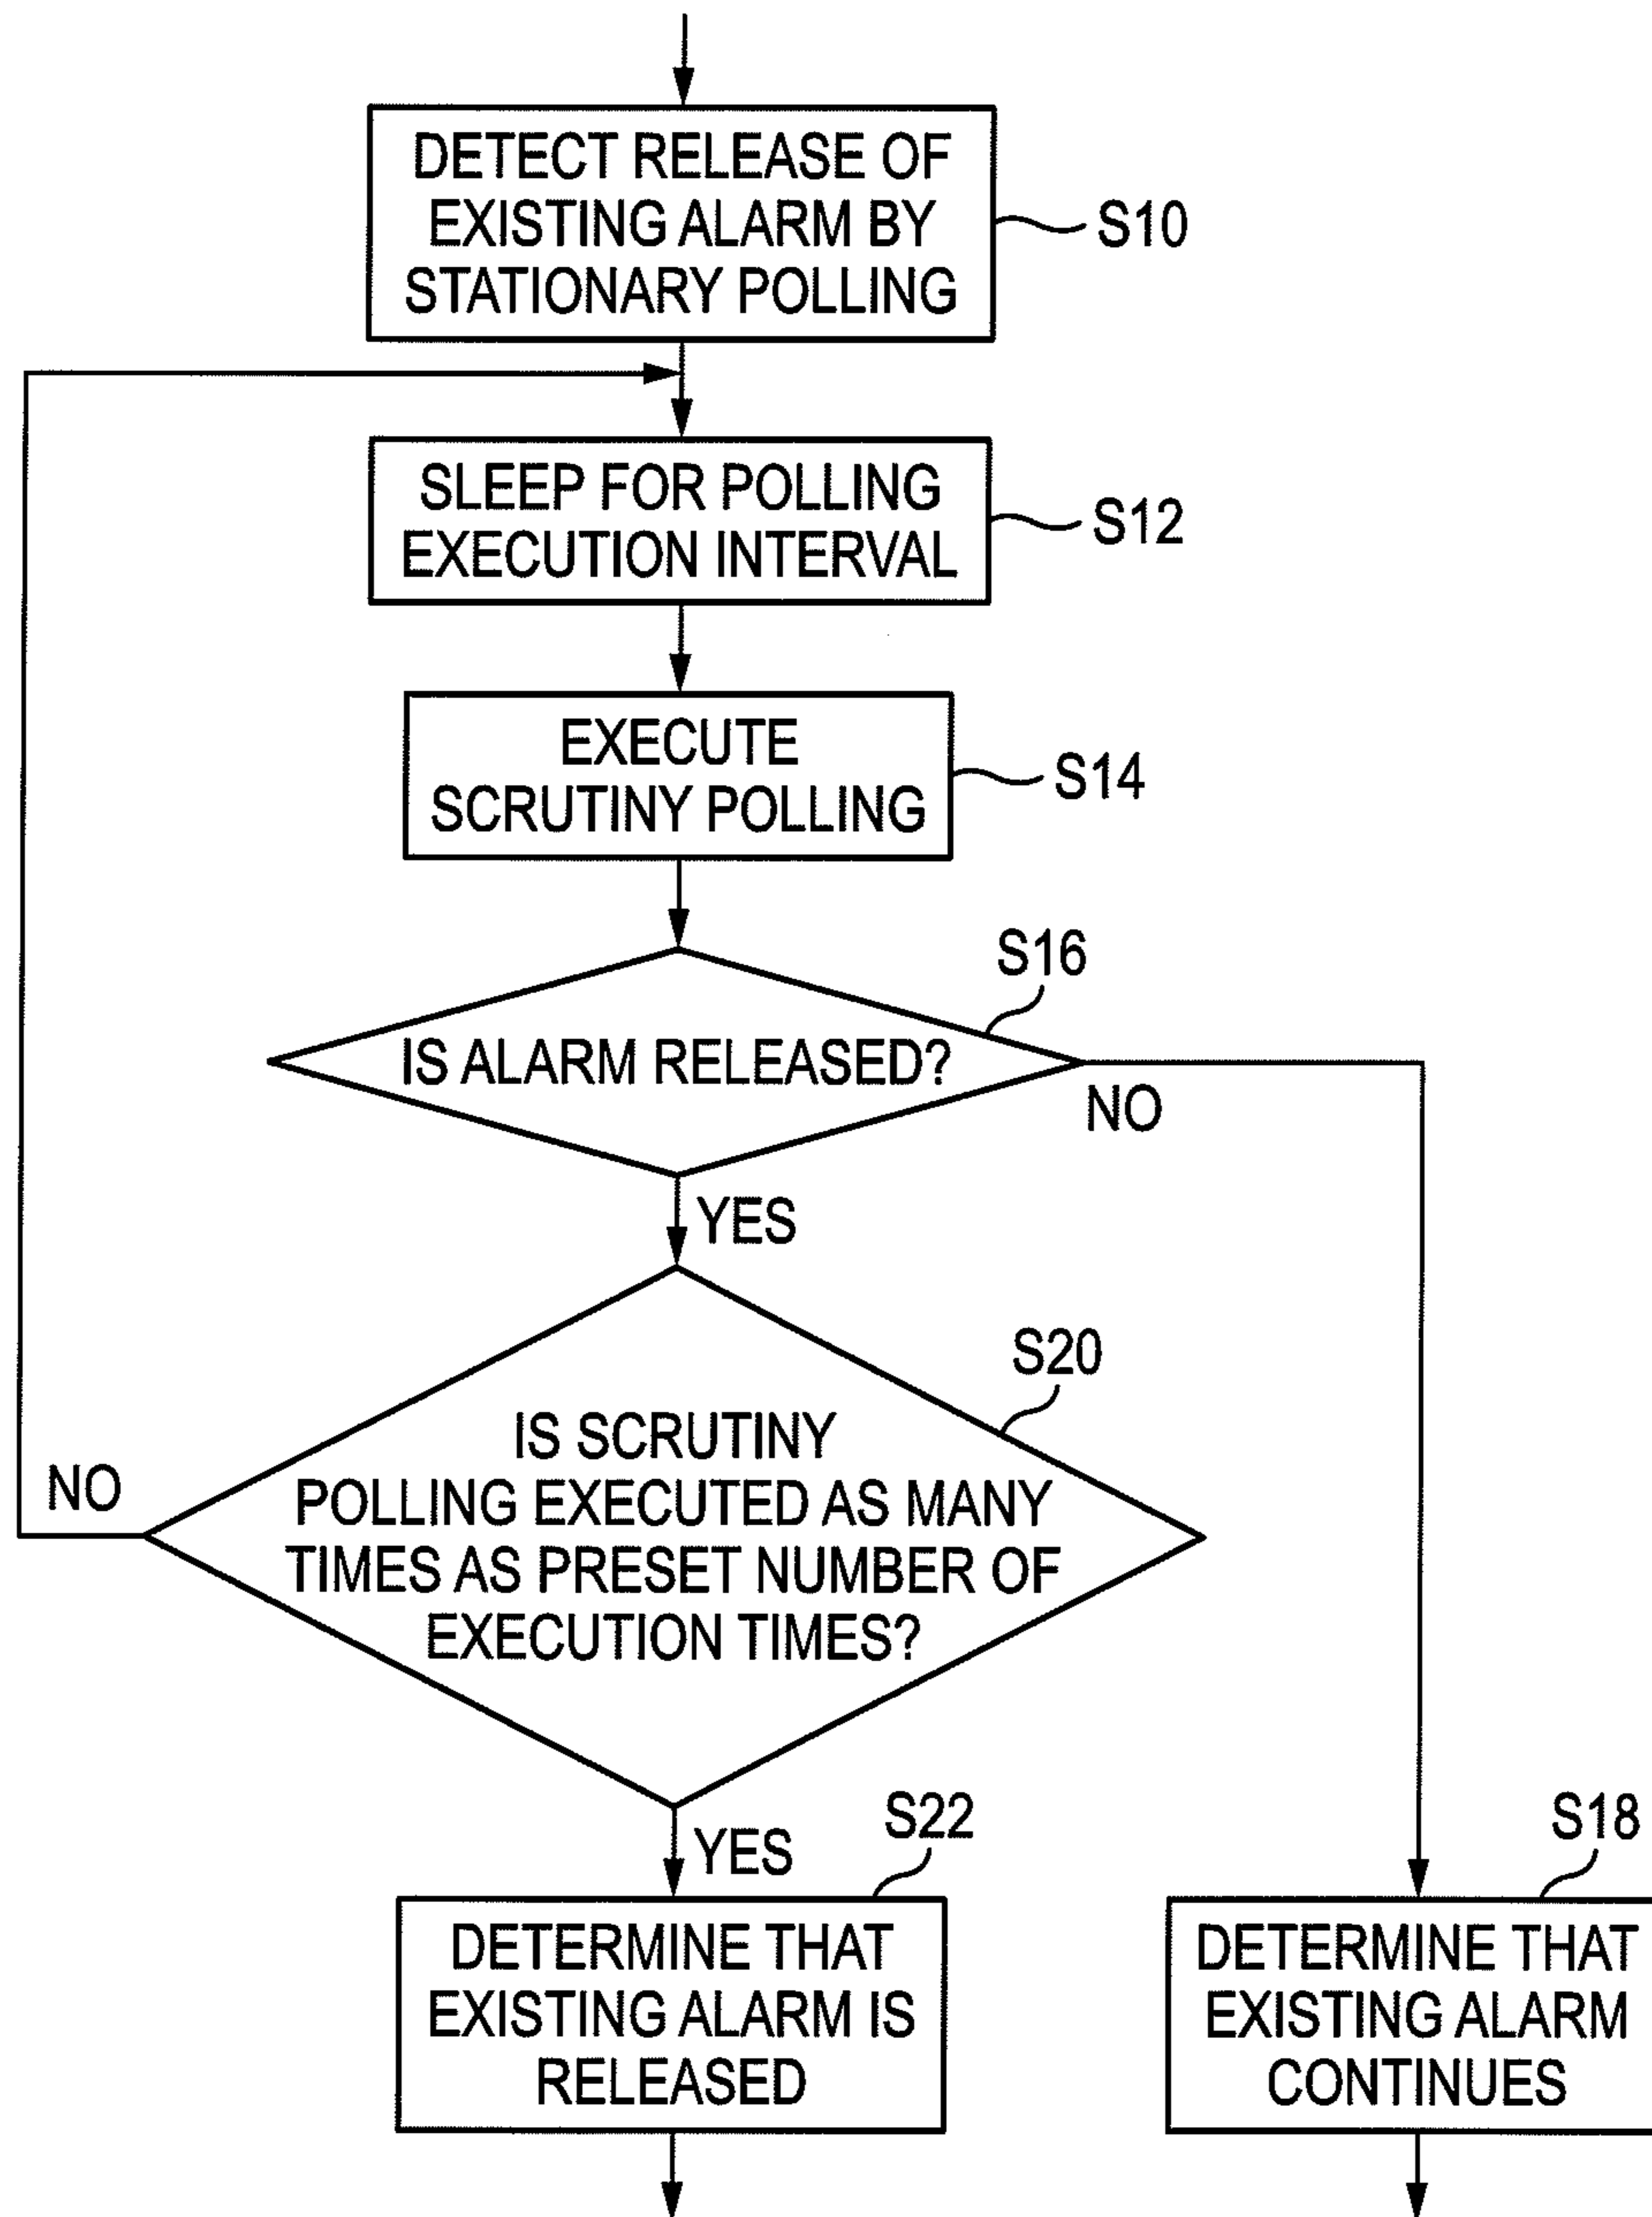 DETECT RELEASE OF
EXISTING ALARM BY
STATIONARY POLLING
S10
SLEEP FOR POLLING
EXECUTION INTERVAL
S12
EXECUTE
SCRUTINY POLLING
S14
S16
IS ALARM RELEASED?
NO
YES
S20
IS SCRUTINY
POLLING EXECUTED AS MANY
TIMES AS PRESET NUMBER OF
EXECUTION TIMES?
NO
YES
S22
S18
DETERMINE THAT
EXISTING ALARM IS
RELEASED
DETERMINE THAT
EXISTING ALARM
CONTINUES